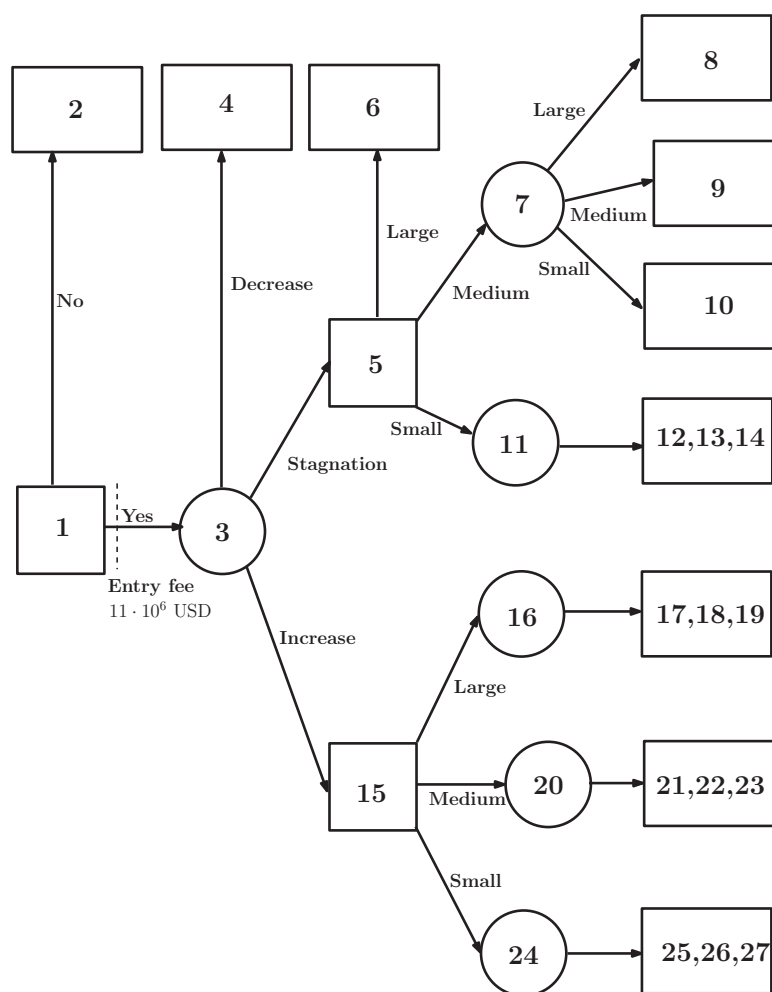 8
2
4
6
Large
9
7
Medium
Large
Small
No
Decrease
Medium
10
5
Small
12,13,14
11
Stagnation
1
Yes
3
Entry fee
11 · 10⁶ USD
16
17,18,19
Increase
Large
15
20
21,22,23
Medium
Small
24
25,26,27